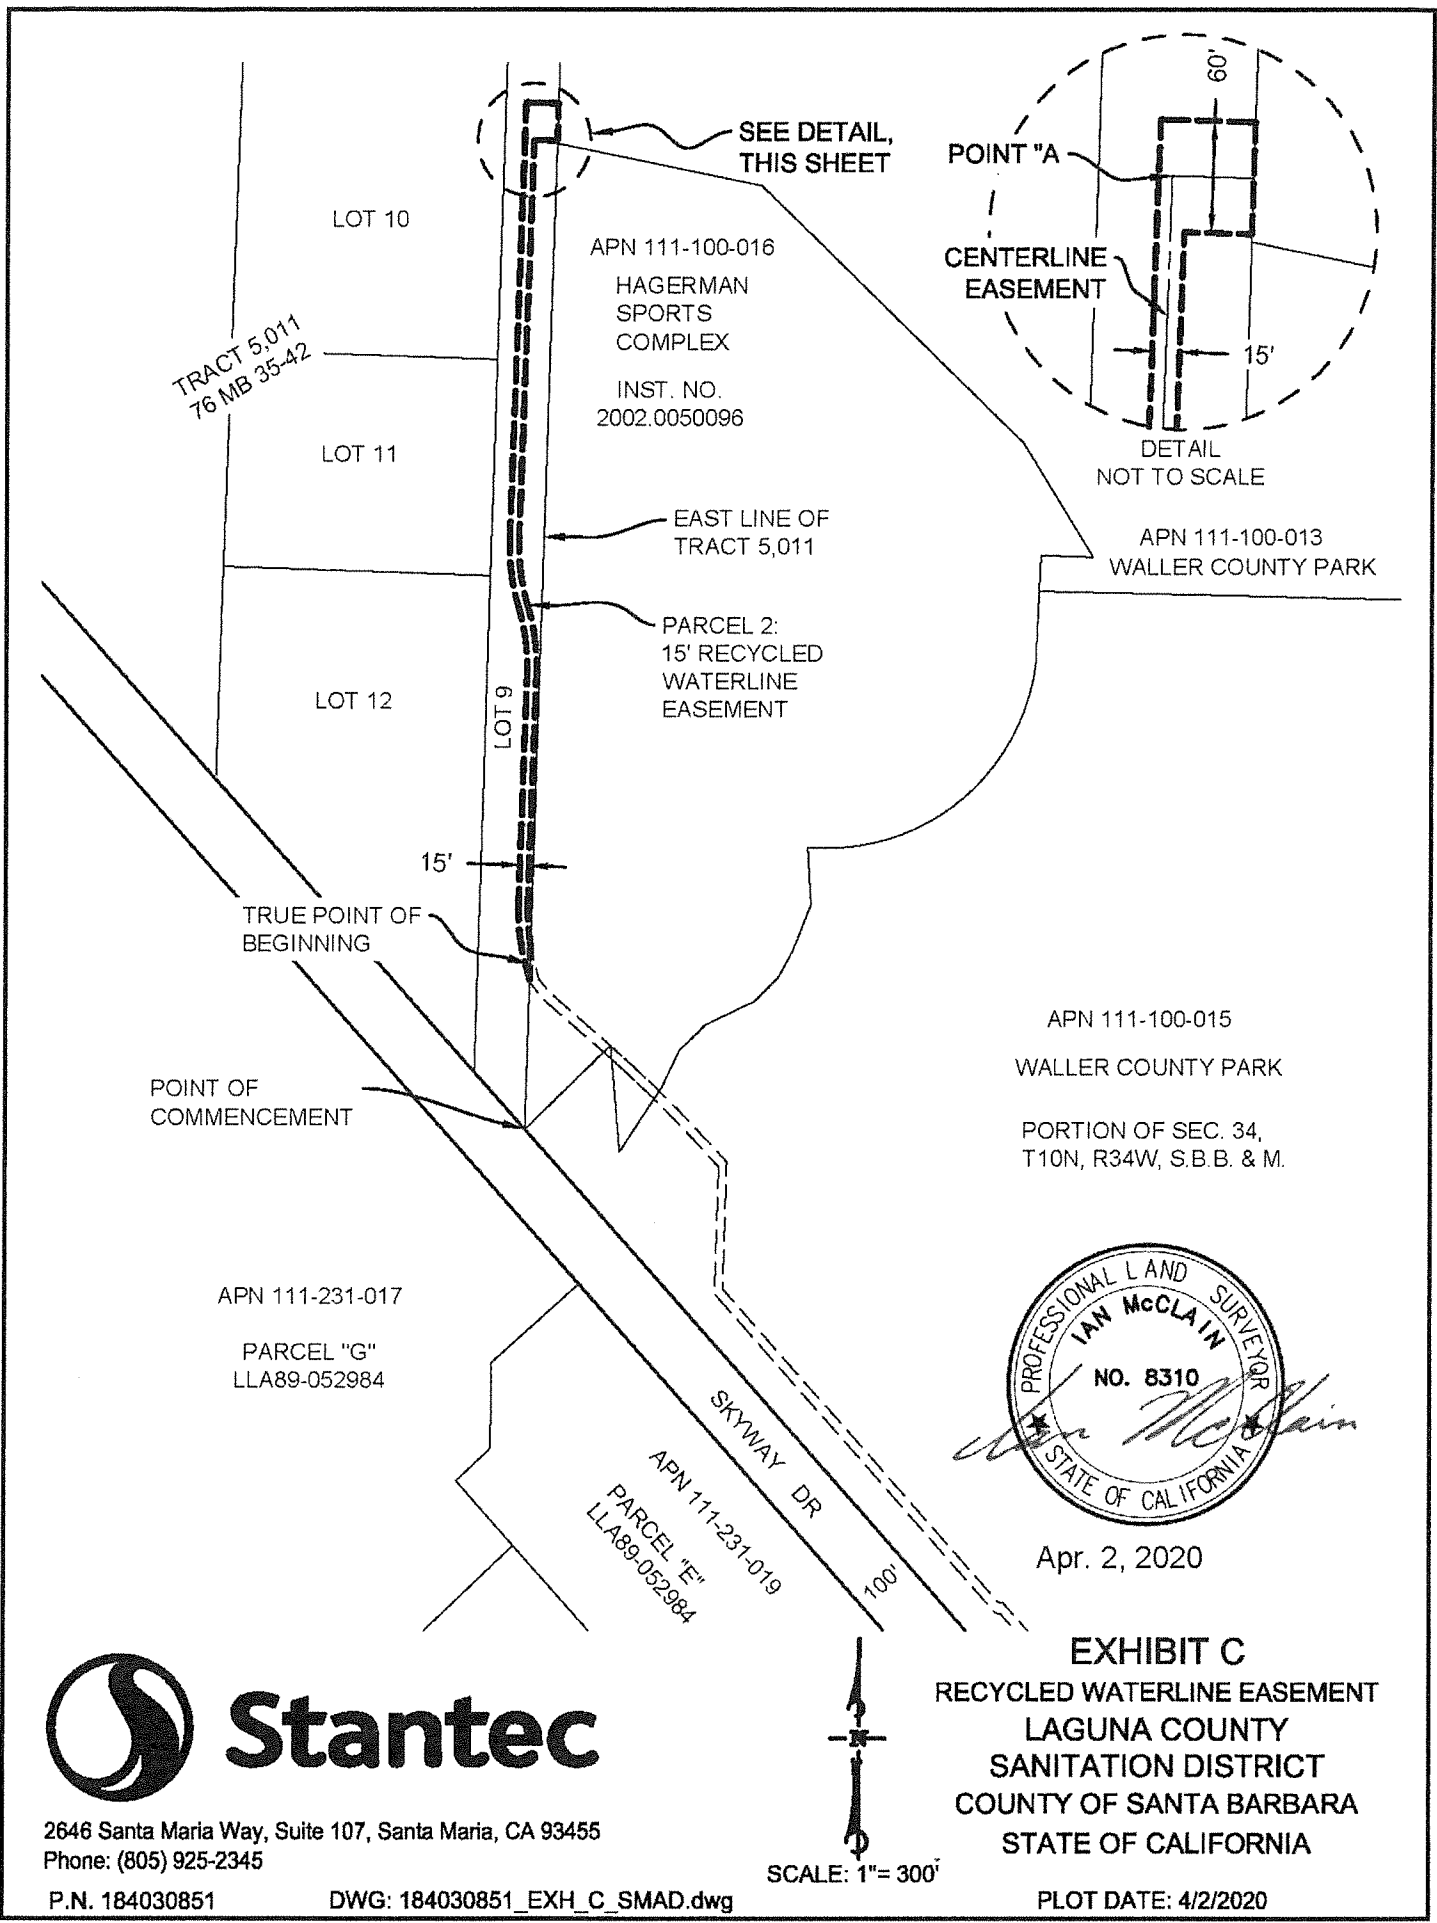 60'
SEE DETAIL,
THIS SHEET
POINT "A
LOT 10
APN 111-100-016
HAGERMAN
SPORTS
COMPLEX
CENTERLINE
EASEMENT
TRACT 5,011
76 MB 35-42
INST. NO.
2002.0050096
15'
LOT 11
DETAIL
NOT TO SCALE
EAST LINE OF
TRACT 5,011
APN 111-100-013
WALLER COUNTY PARK
PARCEL 2:
15' RECYCLED
WATERLINE
EASEMENT
LOT 12
LOT 9
15'
TRUE POINT OF
BEGINNING
APN 111-100-015
WALLER COUNTY PARK
PORTION OF SEC. 34,
T10N, R34W, S.B.B. & M.
POINT OF
COMMENCEMENT
APN 111-231-017
PARCEL "G"
LLA89-052984
SKYWAY DR
100'
APN 111-231-019
PARCEL "E"
LLA89-052984
PROFESSIONAL LAND SURVEYOR
IAN McCLAIN
NO. 8310
STATE OF CALIFORNIA
Ian McClain
Apr. 2, 2020
Stantec
2646 Santa Maria Way, Suite 107, Santa Maria, CA 93455
Phone: (805) 925-2345
P.N. 184030851
DWG: 184030851_EXH_C_SMAD.dwg
N
SCALE: 1"= 300'
EXHIBIT C
RECYCLED WATERLINE EASEMENT
LAGUNA COUNTY
SANITATION DISTRICT
COUNTY OF SANTA BARBARA
STATE OF CALIFORNIA
PLOT DATE: 4/2/2020